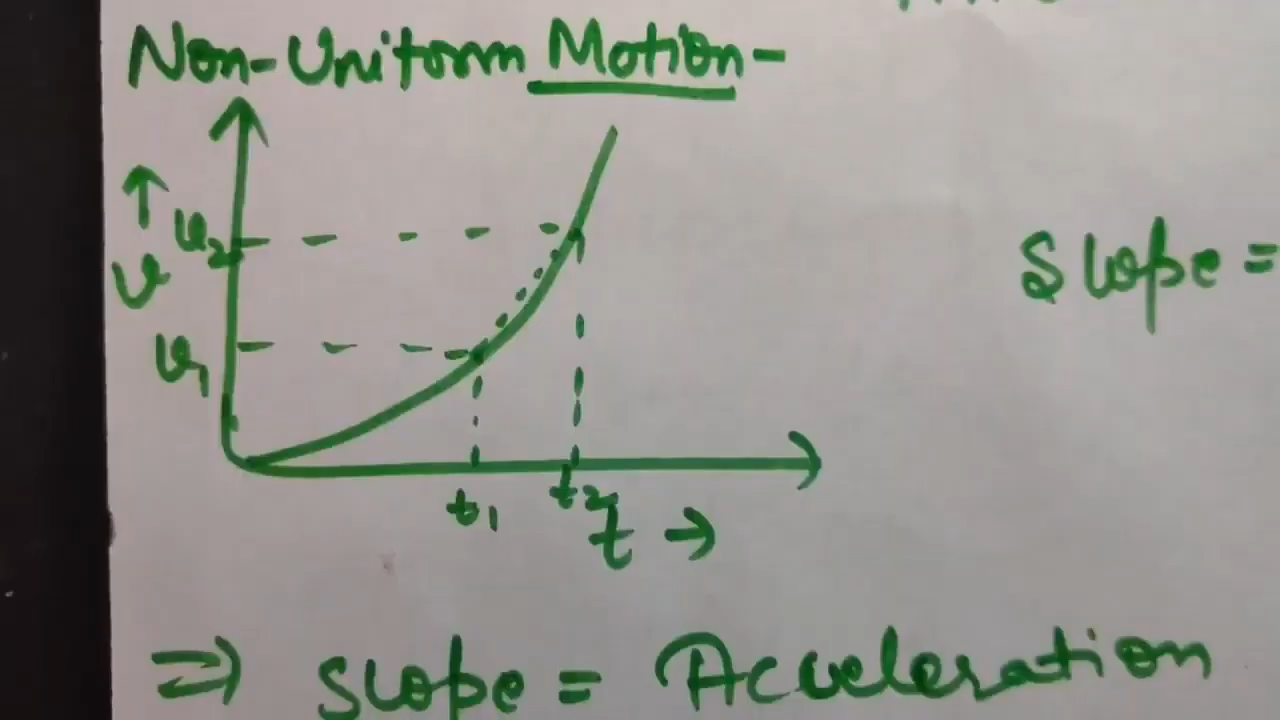 Non-Uniform Motion-
↑
v
v2
v1
t1 t2
t →
Slope =
⇒ Slope = Acceleration